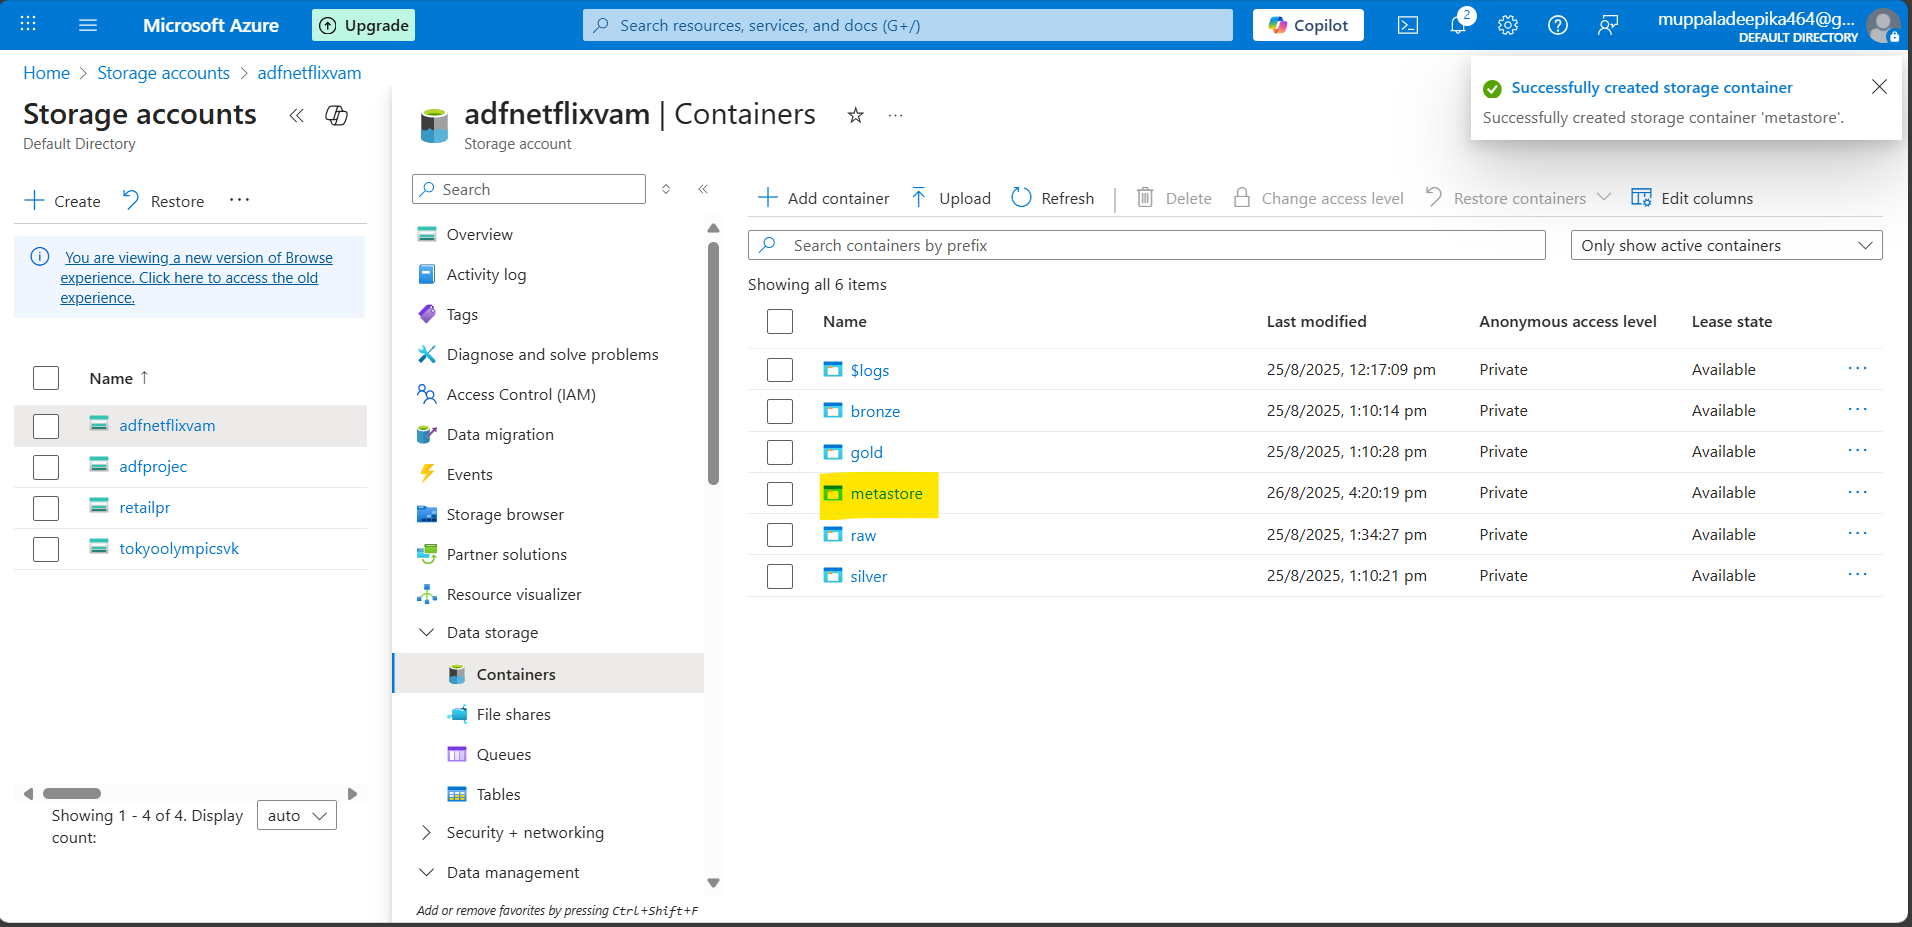 Microsoft Azure
Upgrade
Search resources, services, and docs (G+/)
Copilot
2
muppaladeepika464@g...
DEFAULT DIRECTORY
Home > Storage accounts > adfnetflixvam
Successfully created storage container
Successfully created storage container 'metastore'.
Storage accounts
Default Directory
Create
Restore
You are viewing a new version of Browse
experience. Click here to access the old
experience.
Name ↑
adfnetflixvam
adfprojec
retailpr
tokyoolympicsvk
Showing 1 - 4 of 4. Display
count:
auto
adfnetflixvam | Containers
Storage account
Search
Overview
Activity log
Tags
Diagnose and solve problems
Access Control (IAM)
Data migration
Events
Storage browser
Partner solutions
Resource visualizer
Data storage
Containers
File shares
Queues
Tables
Security + networking
Data management
Add or remove favorites by pressing Ctrl+Shift+F
Add container
Upload
Refresh
Delete
Change access level
Restore containers
Edit columns
Search containers by prefix
Only show active containers
Showing all 6 items
Name Last modified Anonymous access level Lease state
$logs 25/8/2025, 12:17:09 pm Private Available
bronze 25/8/2025, 1:10:14 pm Private Available
gold 25/8/2025, 1:10:28 pm Private Available
metastore 26/8/2025, 4:20:19 pm Private Available
raw 25/8/2025, 1:34:27 pm Private Available
silver 25/8/2025, 1:10:21 pm Private Available